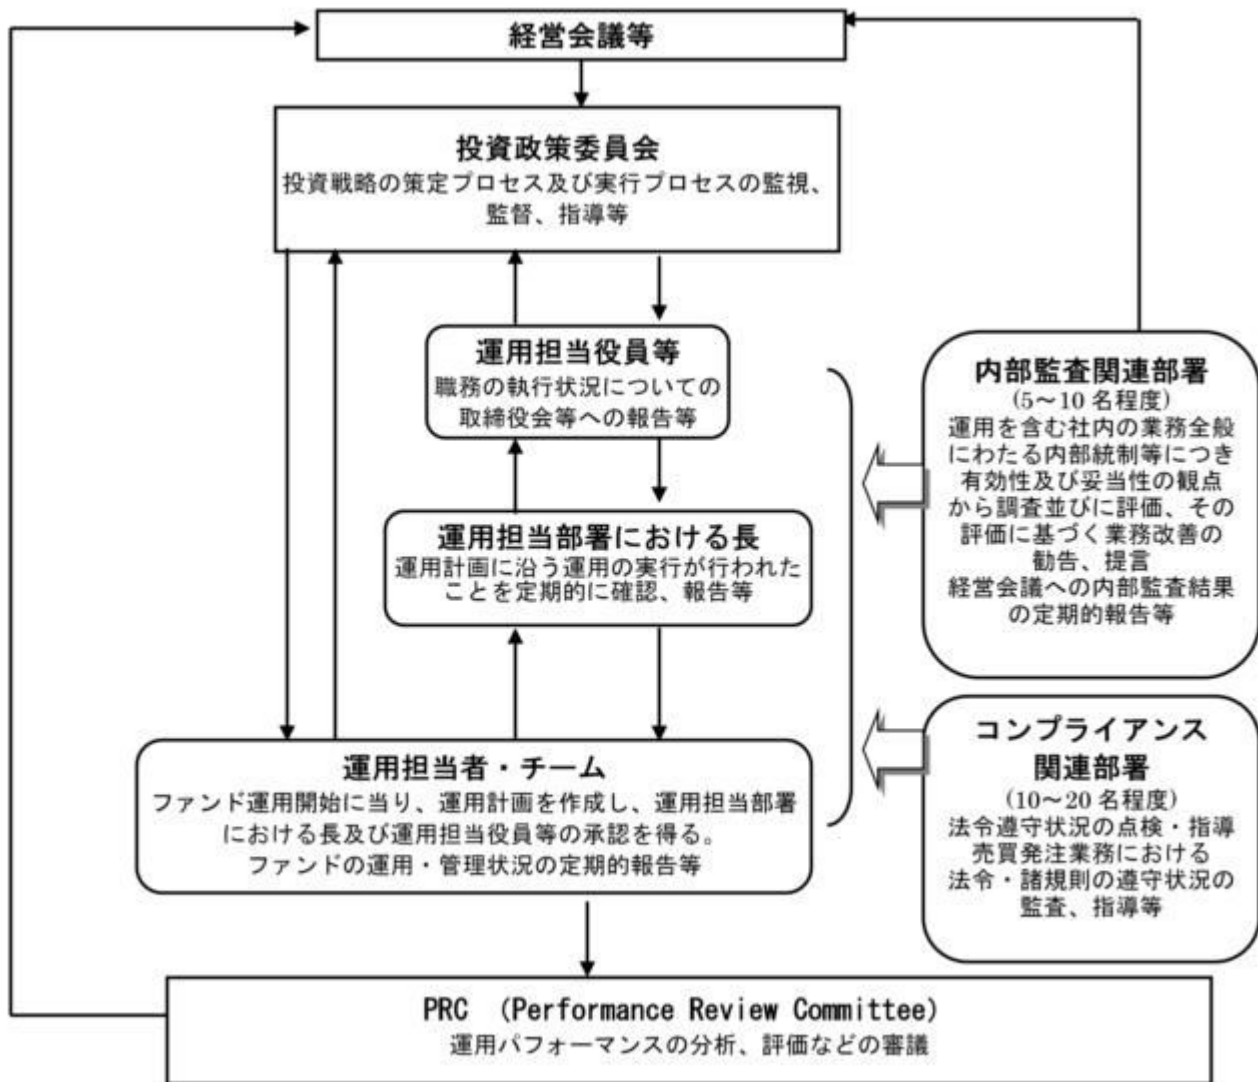 経営会議等
投資政策委員会
投資戦略の策定プロセス及び実行プロセスの監視、
監督、指導等
運用担当役員等
職務の執行状況についての
取締役会等への報告等
運用担当部署における長
運用計画に沿う運用の実行が行われた
ことを定期的に確認、報告等
運用担当者・チーム
ファンド運用開始に当り、運用計画を作成し、運用担当部署
における長及び運用担当役員等の承認を得る。
ファンドの運用・管理状況の定期的報告等
内部監査関連部署
(5～10 名程度)
運用を含む社内の業務全般
にわたる内部統制等につき
有効性及び妥当性の観点
から調査並びに評価、その
評価に基づく業務改善の
勧告、提言
経営会議への内部監査結果
の定期的報告等
コンプライアンス
関連部署
(10～20 名程度)
法令遵守状況の点検・指導
売買発注業務における
法令・諸規則の遵守状況の
監査、指導等
PRC (Performance Review Committee)
運用パフォーマンスの分析、評価などの審議